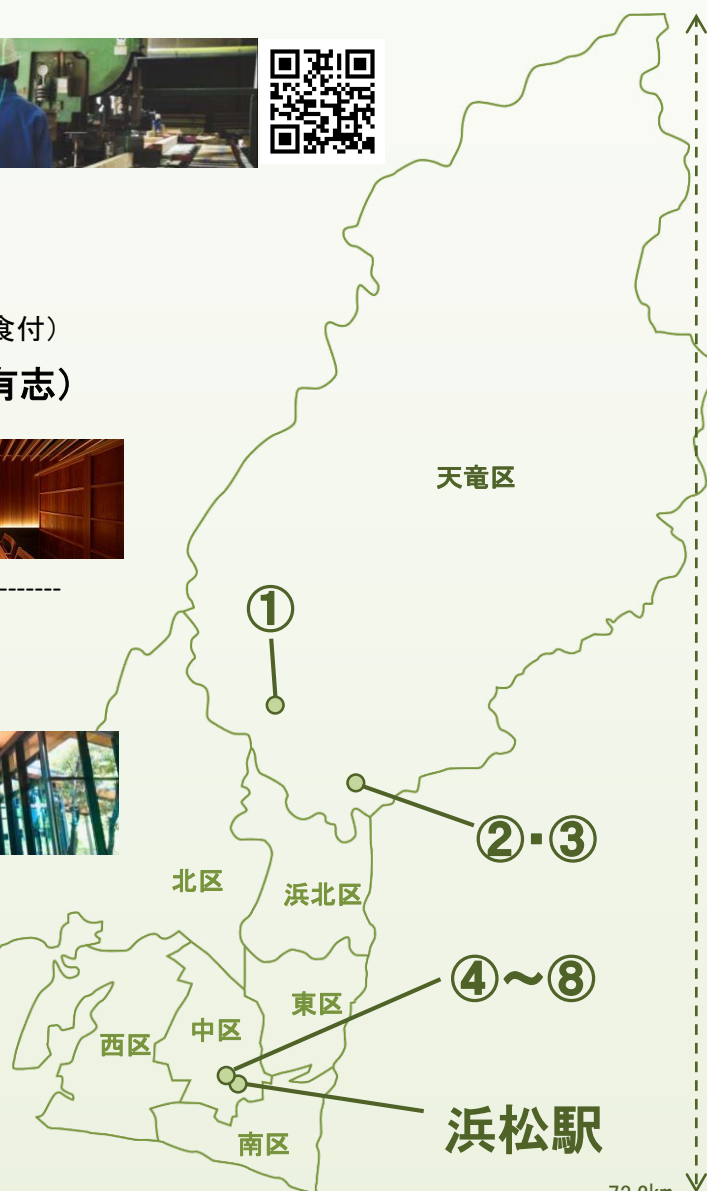 食付）
有志）
-------
天竜区
①
②・③
北区
浜北区
④～⑧
東区
中区
西区
浜松駅
南区